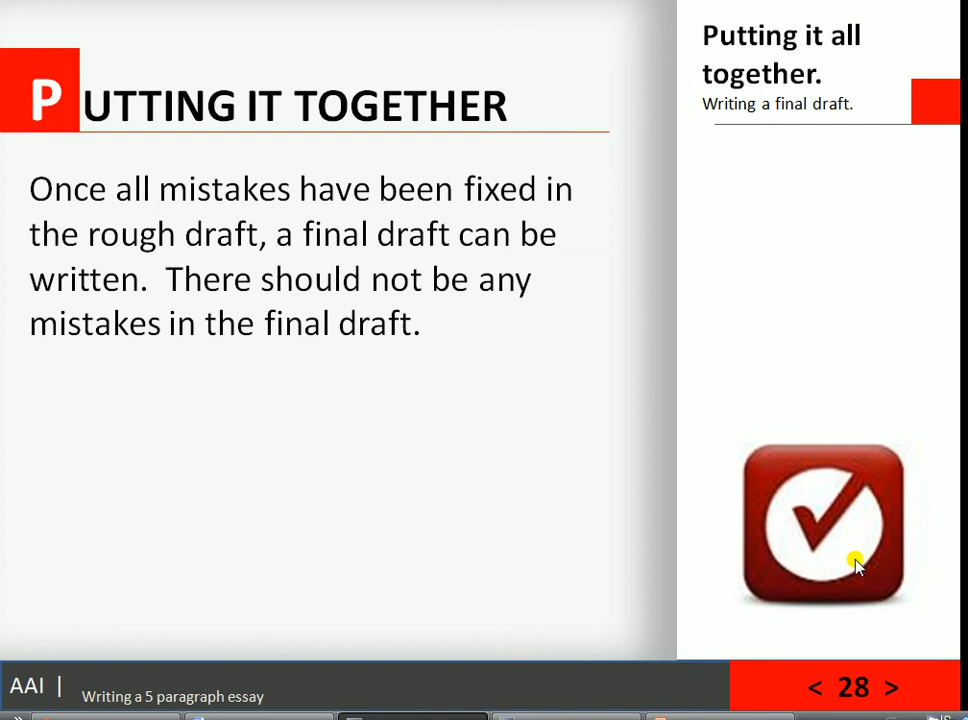 PUTTING IT TOGETHER
Once all mistakes have been fixed in
the rough draft, a final draft can be
written.  There should not be any
mistakes in the final draft.
Putting it all
together.
Writing a final draft.
AAI |
Writing a 5 paragraph essay
< 28 >